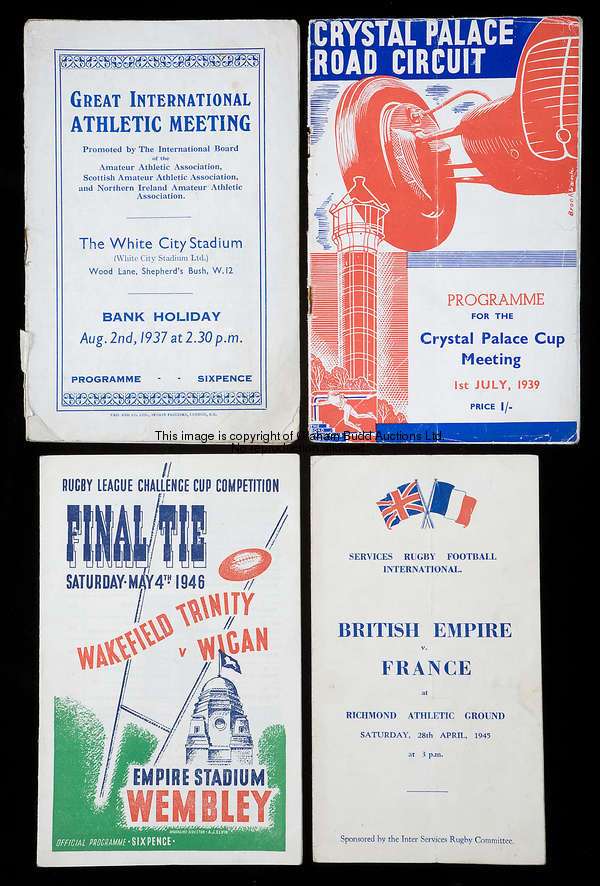 GREAT INTERNATIONAL
ATHLETIC MEETING
Promoted by The International Board
of the
Amateur Athletic Association,
Scottish Amateur Athletic Association,
and Northern Ireland Amateur Athletic
Association.
The White City Stadium
(White City Stadium Ltd.)
Wood Lane, Shepherd's Bush, W.12
BANK HOLIDAY
Aug. 2nd, 1937 at 2.30 p.m.
PROGRAMME - - SIXPENCE
CRYSTAL PALACE
ROAD CIRCUIT
PROGRAMME
FOR THE
Crystal Palace Cup
Meeting
1st JULY, 1939
PRICE 1/-
This image is copyright of Graham Budd Auctions Ltd
RUGBY LEAGUE CHALLENGE CUP COMPETITION
FINAL TIE
SATURDAY·MAY 4TH 1946
WAKEFIELD TRINITY
v WIGAN
EMPIRE STADIUM
WEMBLEY
MANAGING DIRECTOR · A.J. ELVIN
OFFICIAL PROGRAMME · SIXPENCE ·
SERVICES RUGBY FOOTBALL
INTERNATIONAL.
BRITISH EMPIRE
v.
FRANCE
at
RICHMOND ATHLETIC GROUND
SATURDAY, 28th APRIL, 1945
at 3 p.m.
Sponsored by the Inter Services Rugby Committee.